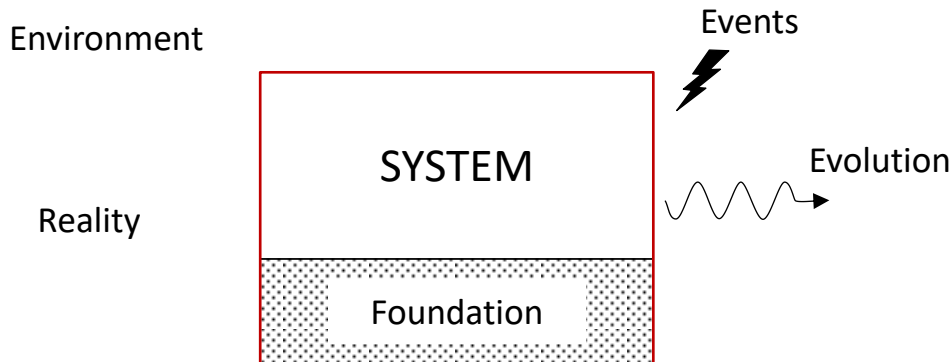 Events
Environment
SYSTEM
Evolution
Reality
Foundation